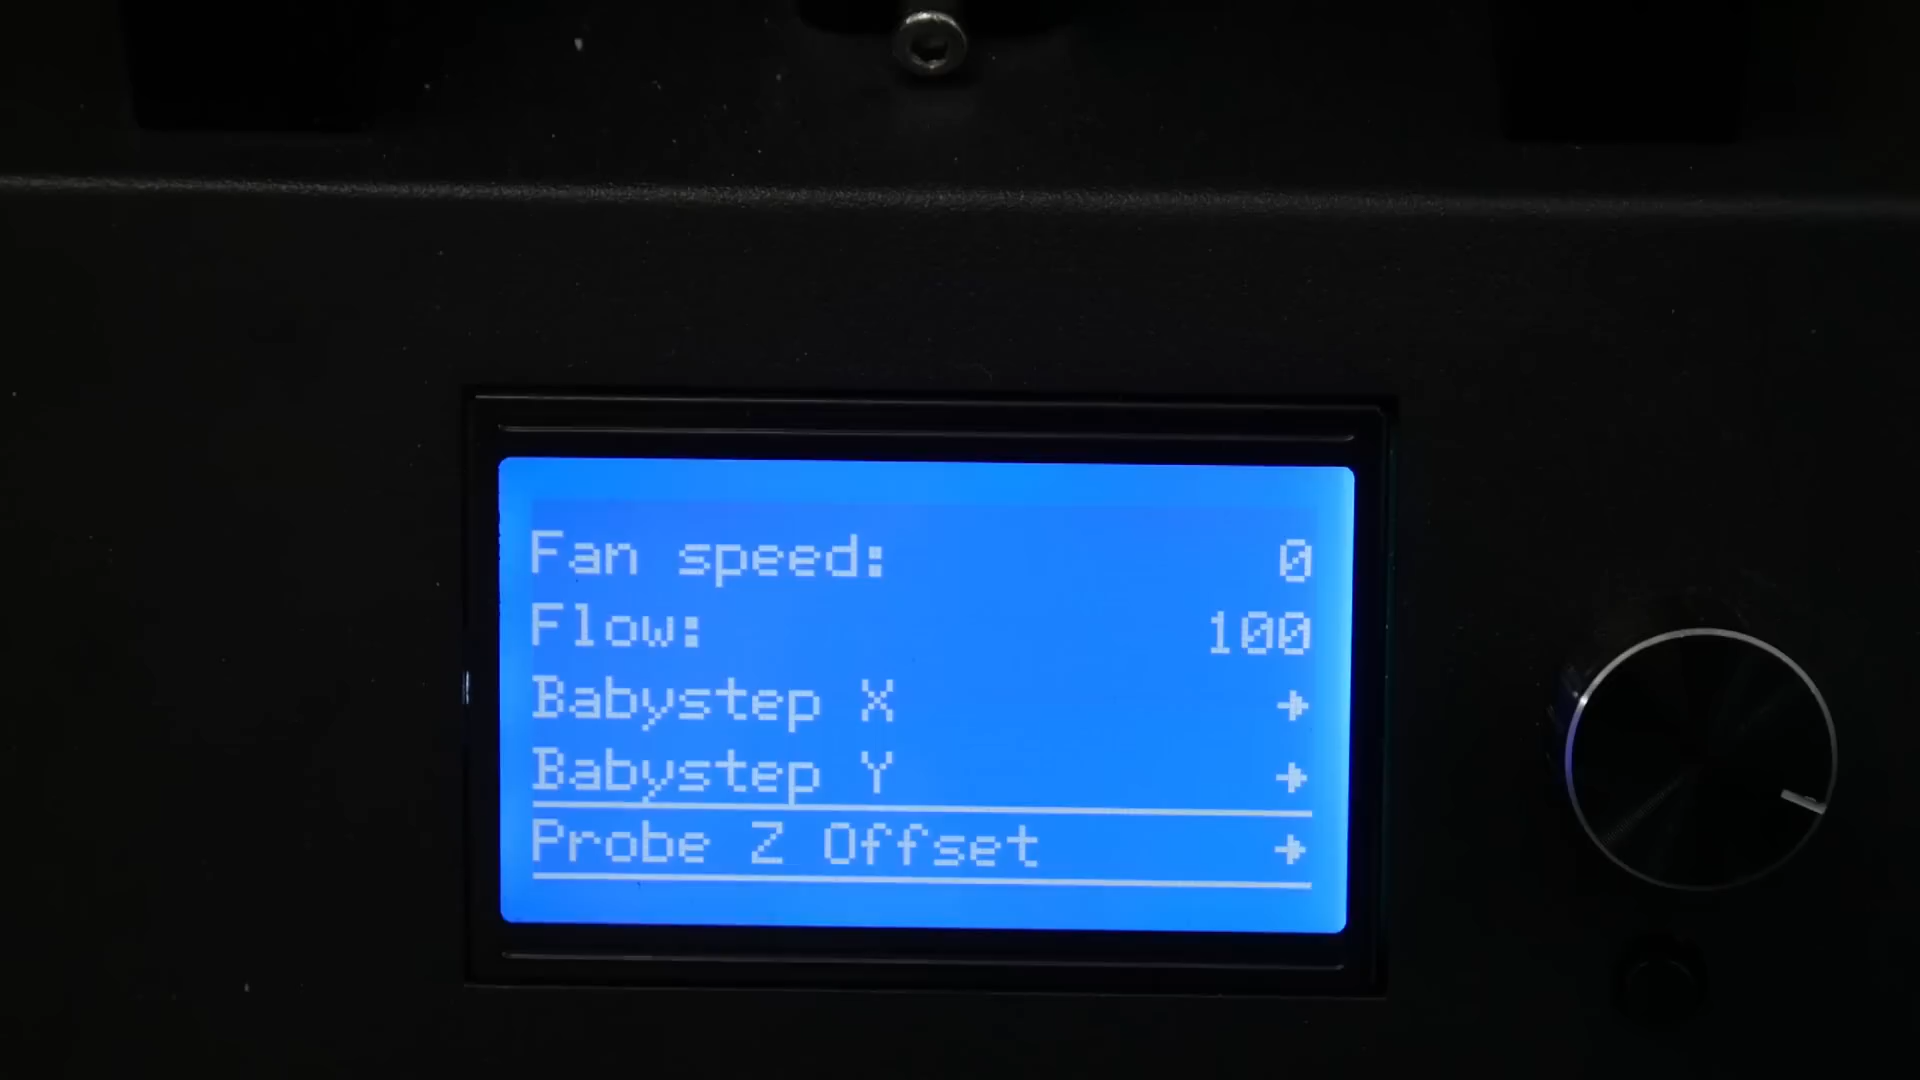 Fan speed: 0
Flow: 100
Babystep X →
Babystep Y →
Probe Z Offset →